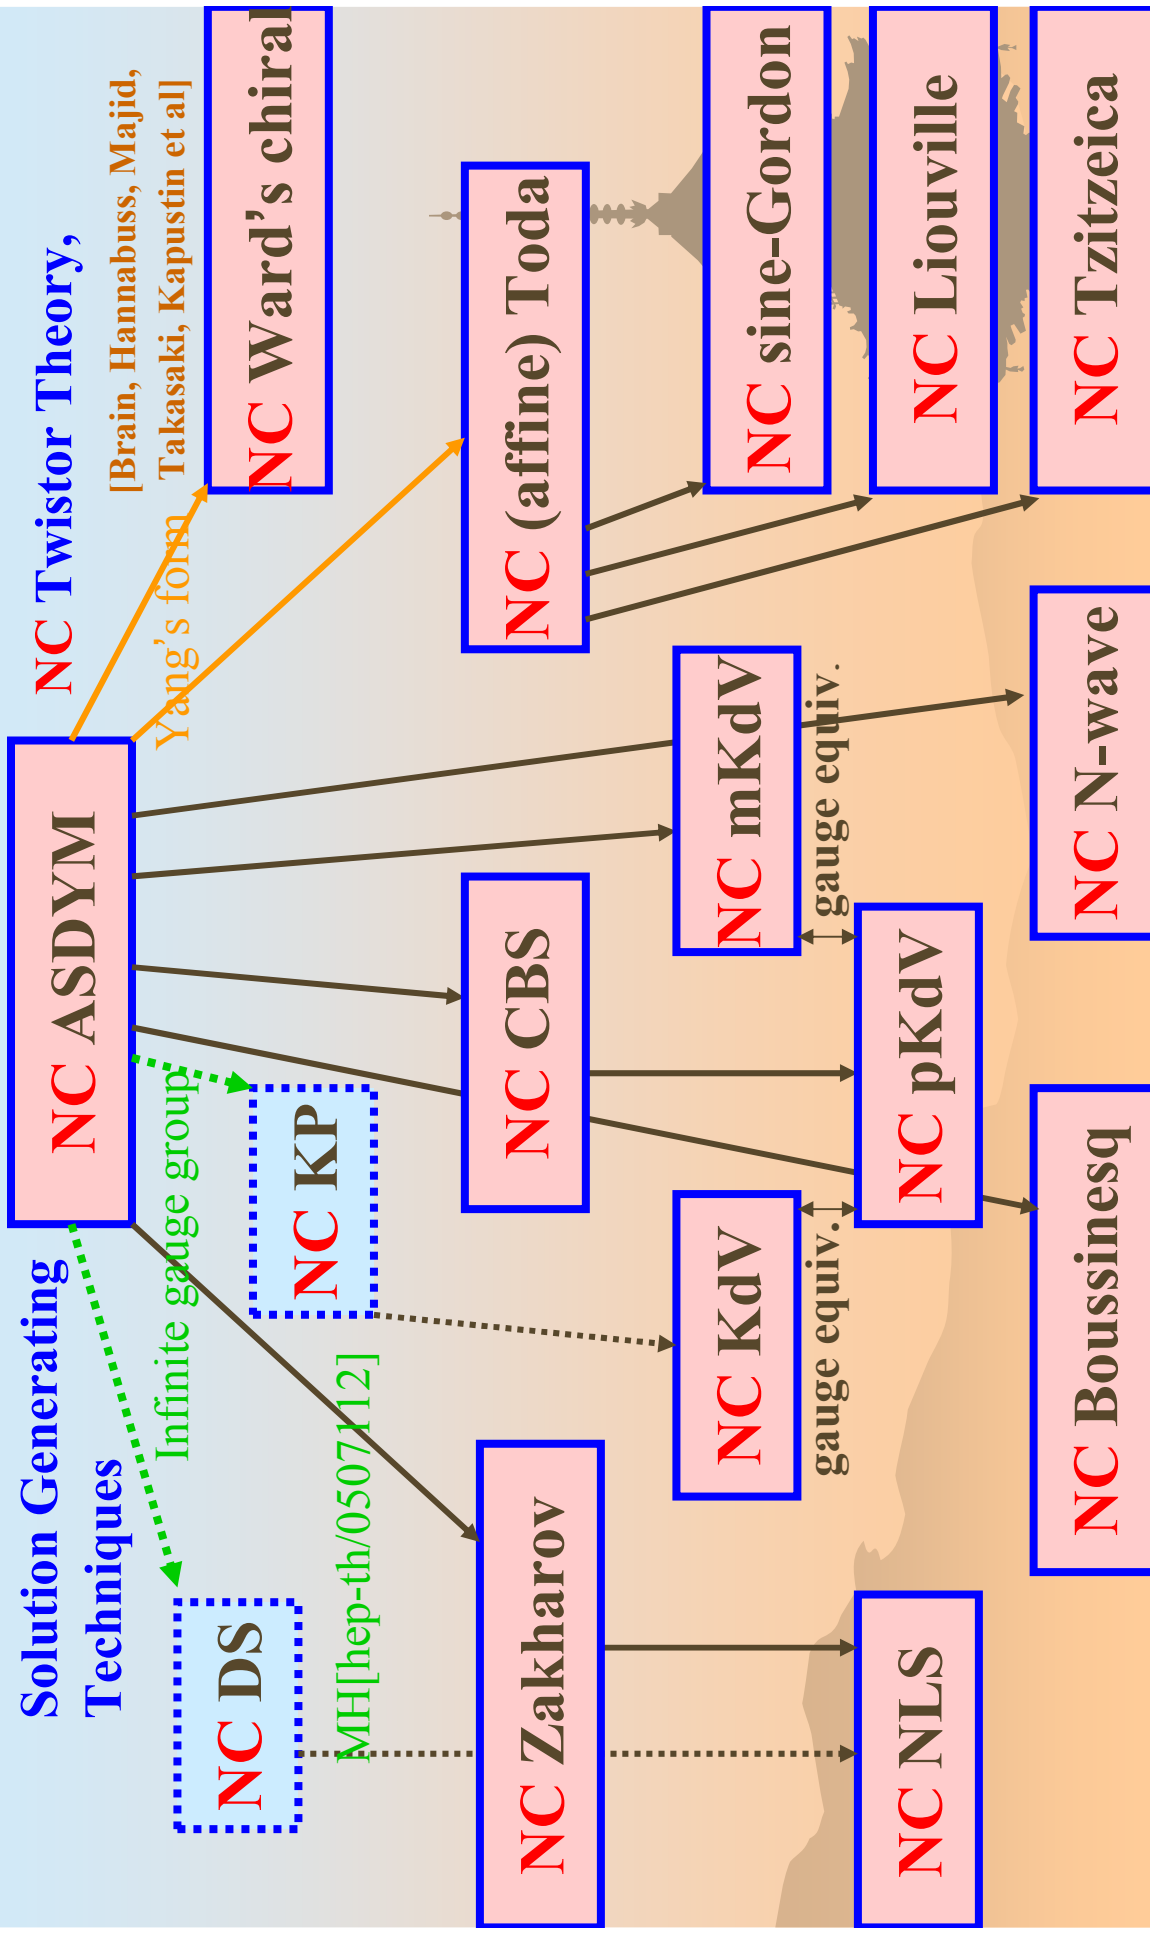 Solution Generating
Techniques
NC ASDYM
NC Twistor Theory,
[Brain, Hannabuss, Majid,
Takasaki, Kapustin et al]
Infinite gauge group
Yang’s form
NC DS
NC KP
NC Ward’s chiral
MH[hep-th/0507112]
NC Zakharov
NC CBS
NC (affine) Toda
NC KdV
NC mKdV
NC sine-Gordon
gauge equiv.
gauge equiv.
NC NLS
NC pKdV
NC Liouville
NC Boussinesq
NC N-wave
NC Tzitzeica